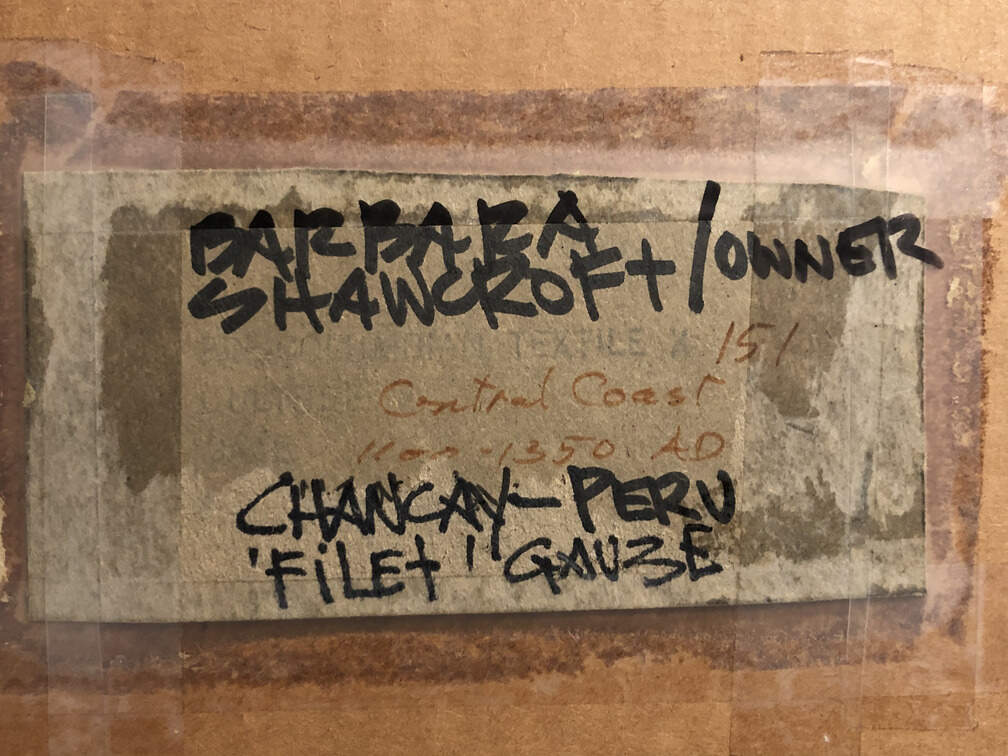 BARBARA
SHAWCROFt / OWNER
TEXTILE 151
Central Coast
1100-1350 AD
CHANCAY - PERU
'FiLEt' GAUZE